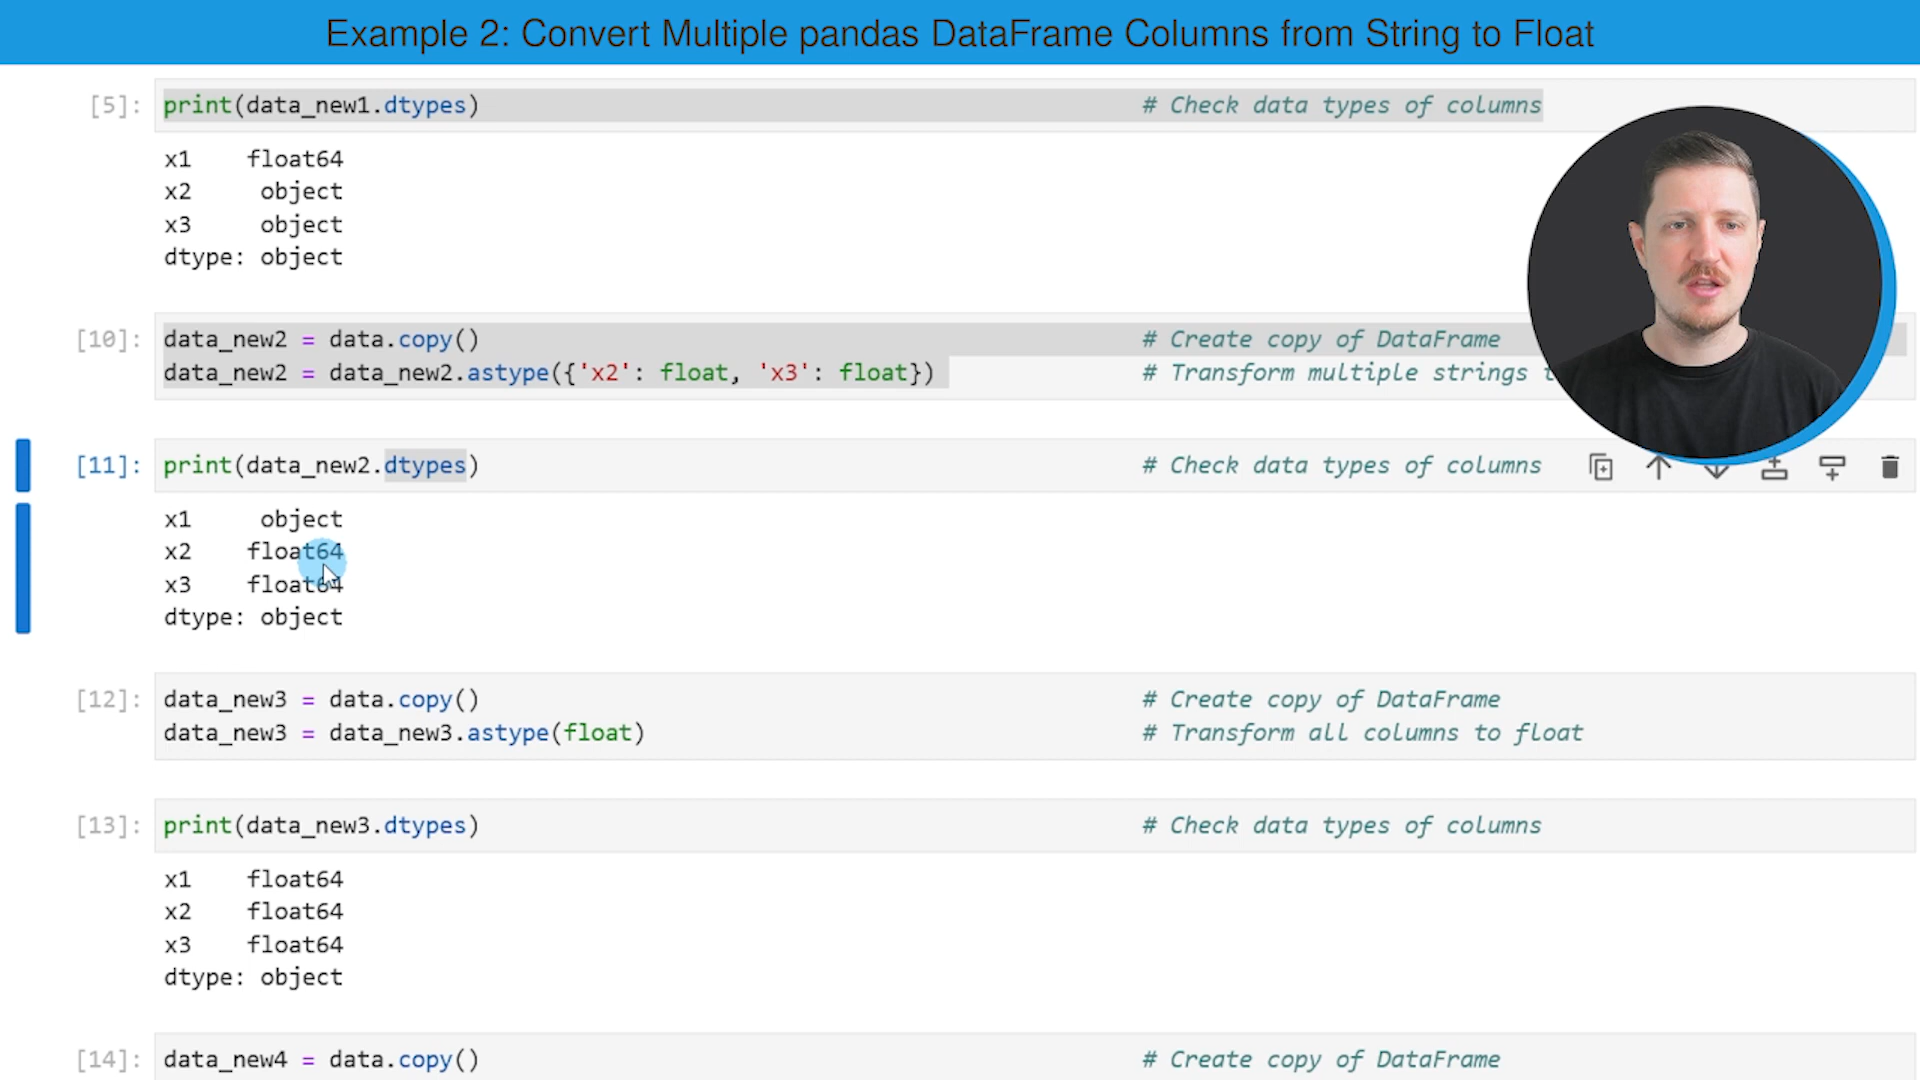 Example 2: Convert Multiple pandas DataFrame Columns from String to Float
[5]: print(data_new1.dtypes) # Check data types of columns
x1 float64
x2 object
x3 object
dtype: object
[10]: data_new2 = data.copy() # Create copy of DataFrame
data_new2 = data_new2.astype({'x2': float, 'x3': float}) # Transform multiple strings
[11]: print(data_new2.dtypes) # Check data types of columns
x1 object
x2 float64
x3 float64
dtype: object
[12]: data_new3 = data.copy() # Create copy of DataFrame
data_new3 = data_new3.astype(float) # Transform all columns to float
[13]: print(data_new3.dtypes) # Check data types of columns
x1 float64
x2 float64
x3 float64
dtype: object
[14]: data_new4 = data.copy() # Create copy of DataFrame